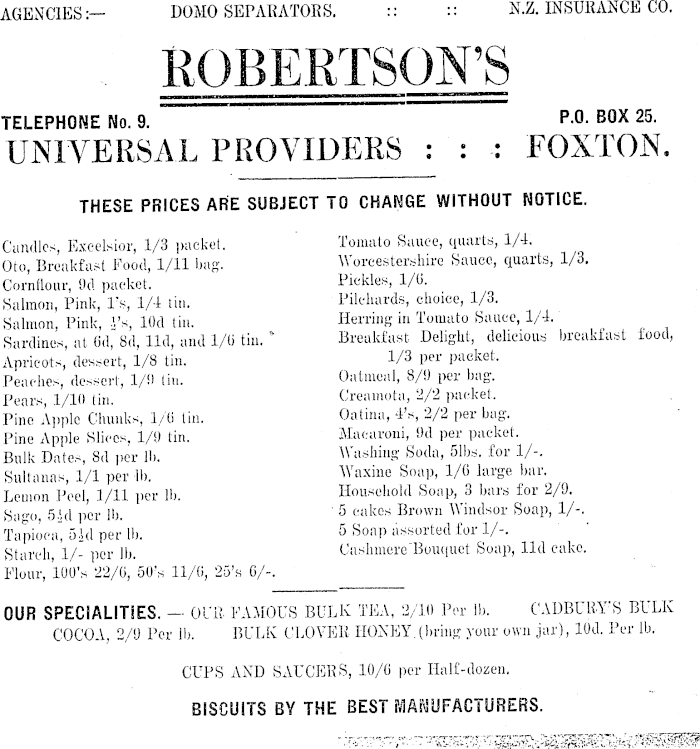 AGENCIES:— DOMO SEPARATORS. :: :: N.Z. INSURANCE CO.
ROBERTSON'S
TELEPHONE No. 9. P.O. BOX 25.
UNIVERSAL PROVIDERS : : : FOXTON.
THESE PRICES ARE SUBJECT TO CHANGE WITHOUT NOTICE.
Candles, Excelsior, 1/3 packet.
Oto, Breakfast Food, 1/11 bag.
Cornflour, 9d packet.
Salmon, Pink, 1's, 1/4 tin.
Salmon, Pink, ½'s, 10d tin.
Sardines, at 6d, 8d, 11d, and 1/6 tin.
Apricots, dessert, 1/8 tin.
Peaches, dessert, 1/9 tin.
Pears, 1/10 tin.
Pine Apple Chunks, 1/6 tin.
Pine Apple Slices, 1/9 tin.
Bulk Dates, 8d per lb.
Sultanas, 1/1 per lb.
Lemon Peel, 1/11 per lb.
Sago, 5½d per lb.
Tapioca, 5½d per lb.
Starch, 1/- per lb.
Flour, 100's 22/6, 50's 11/6, 25's 6/-.
Tomato Sauce, quarts, 1/4.
Worcestershire Sauce, quarts, 1/3.
Pickles, 1/6.
Pilchards, choice, 1/3.
Herring in Tomato Sauce, 1/4.
Breakfast Delight, delicious breakfast food,
1/3 per packet.
Oatmeal, 8/9 per bag.
Creamota, 2/2 packet.
Oatina, 4's, 2/2 per bag.
Macaroni, 9d per packet.
Washing Soda, 5lbs. for 1/-.
Waxine Soap, 1/6 large bar.
Household Soap, 3 bars for 2/9.
5 cakes Brown Windsor Soap, 1/-.
5 Soap assorted for 1/-.
Cashmere Bouquet Soap, 11d cake.
OUR SPECIALITIES. — OUR FAMOUS BULK TEA, 2/10 Per lb. CADBURY'S BULK
COCOA, 2/9 Per lb. BULK CLOVER HONEY (bring your own jar), 10d. Per lb.
CUPS AND SAUCERS, 10/6 per Half-dozen.
BISCUITS BY THE BEST MANUFACTURERS.